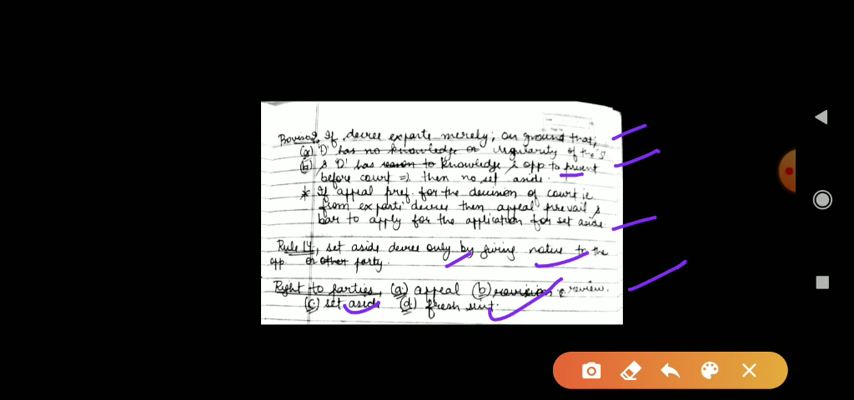 Proviso 2, If decree exparte merely; on ground that,
(a) 'D' has no knowledge or irregularity of the s
(b) & 'D' has reason to knowledge & opp to present
before court => then no set aside.
* If appeal pref. for the decision of court ie
from exparte decree then appeal prevail &
bar to apply for the application for set aside
Rule 14, set aside decree only by giving notice to the
opp or other party.
Right to parties, (a) appeal (b) revision & review.
(c) set aside (d) fresh suit.